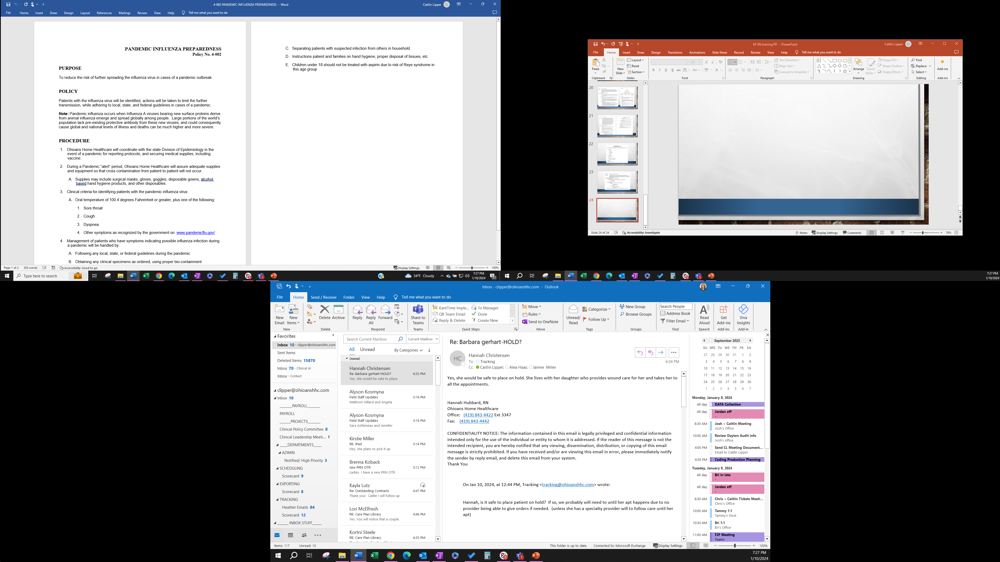 4-002 PANDEMIC INFLUENZA PREPAREDNESS - Word
Caitlin Lipper CL
File Home Insert Draw Design Layout References Mailings Review View Help Tell me what you want to do
PANDEMIC INFLUENZA PREPAREDNESS
Policy No. 4-002
PURPOSE
To reduce the risk of further spreading the influenza virus in cases of a pandemic outbreak.
POLICY
Patients with the influenza virus will be identified, actions will be taken to limit the further
transmission, while adhering to local, state, and federal guidelines in cases of a pandemic.
Note: Pandemic influenza occurs when Influenza A viruses bearing new surface proteins derive
from animal influenza emerge and spread globally among people. Large portions of the world's
population lack pre-existing protective antibody from these new viruses, and could consequently
cause global and national levels of illness and deaths can be much higher and more severe.
PROCEDURE
1. Ohioans Home Healthcare will coordinate with the state Division of Epidemiology in the
event of a pandemic for reporting protocols, and securing medical supplies, including
vaccine.
2. During a Pandemic "alert" period, Ohioans Home Healthcare will assure adequate supplies
and equipment so that cross contamination from patient to patient will not occur.
A. Supplies may include surgical masks, gloves, goggles, disposable gowns, alcohol
based hand hygiene products, and other disposables.
3. Clinical criteria for identifying patients with the pandemic influenza virus:
A. Oral temperature of 100.4 degrees Fahrenheit or greater, plus one of the following:
1. Sore throat
2. Cough
3. Dyspnea
4. Other symptoms as recognized by the government on: www.pandemicflu.gov/
4. Management of patients who have symptoms indicating possible influenza infection during
a pandemic will be handled by:
A. Following any local, state, or federal guidelines during the pandemic
B. Obtaining any clinical specimens as ordered, using proper bio-containment
C. Separating patients with suspected infection from others in household
D. Instructions patient and families on hand hygiene, proper disposal of tissues, etc.
E. Children under 18 should not be treated with aspirin due to risk of Reye syndrome in
this age group
Page 1 of 2 305 words Accessibility: Good to go Display Settings 100%
Type here to search 34°F Cloudy 7:27 PM
1/10/2024 22
EP SN training PP - PowerPoint
Caitlin Lipper CL
File Home Insert Draw Design Transitions Animations Slide Show Record Review View Help Tell me what you want to do
Paste New Slide Layout Reset Section 20 Text Direction Align Text Convert to SmartArt Arrange Quick Styles Shape Fill Shape Outline Shape Effects Find Replace Select Add-ins
Clipboard Slides Font Paragraph Drawing Editing Add-ins
20
21
22
23
24
Slide 24 of 24 Accessibility: Investigate Notes Display Settings Comments 76%
7:27 PM
1/10/2024
Inbox - clipper@ohioanshhc.com - Outlook
File Home Send / Receive Folder View Help Tell me what you want to do
New Email New Items Delete Archive Reply Reply All Forward Share to Teams
KantTime Imple... To Manager
QR Team Email Done
Reply & Delete Create New
Move
Rules
Send to OneNote
Unread/ Read Categorize Follow Up
New Group
Browse Groups
Search People
Address Book
Filter Email
Read Aloud Get Add-ins Viva Insights
New Delete Respond Teams Quick Steps Move Tags Groups Find Speech Add-ins Add-in
Favorites
Inbox 10 - clipper@ohioanshhc.com
Sent Items
Deleted Items 15870
Inbox 70 - Clinical AI
Inbox - Contact
clipper@ohioanshhc.com
Inbox 10
______PAYROLL______
PAYROLL
______PROJECTS______
Clinical Policy Committee 8
Clinical Leadership Meeti... 1
____DEPARTMENTS____
ADMIN
Notified/ High Priority 3
SCHEDULING
Scorecard 9
EXPORTING
Scorecard 8
TRACKING
Heather Emails 84
Scorecard 12
______ INBOX STUFF_____
Search Current Mailbox Current Mailbox
All Unread By Categories
(none)
Hannah Christensen
Re: Barbara gerhart-HOLD? 6:35 PM
Yes, she would be safe to place
Alyson Kosmyna
Field Staff Updates 5:18 PM
Mattison Hillard and Angela
Alyson Kosmyna
Field Staff Updates 5:18 PM
Sara Ashteneau and Jennifer
Kirstie Miller
RE: iPad 5:14 PM
Hey, she plans to pick it up
Brenna Koback
new PRN OTR 5:12 PM
Ladies I have a new PRN OTR
Kayla Lutz
Re: Outstanding Contracts 4:47 PM
Thank you! Caitlin I will follow up
Lori McElfresh
RE: Care Plan Library 4:46 PM
Yes. You will notice that a couple
Kortni Steele
RE: Care Plan Library 4:35 PM
Re: Barbara gerhart-HOLD?
HC Hannah Christensen
To Tracking
Cc Caitlin Lipper; Alea Haas; Jaimie Miller
6:34 PM
Yes, she would be safe to place on hold. She lives with her daughter who provides wound care for her and takes her to
all the appointments.
Hannah Hubbard, RN
Ohioans Home Healthcare
Office: (419) 843-4422 Ext 3347
Fax: (419) 843-4442
CONFIDENTIALITY NOTICE: The information contained in this email is legally privileged and confidential information
intended only for the use of the individual or entity to whom it is addressed. If the reader of this message is not the
intended recipient, you are hereby notified that any viewing, dissemination, distribution, or copying of this email
message is strictly prohibited. If you have received and/or are viewing this email in error, please immediately notify
the sender by reply email, and delete this email from your system.
Thank You
On Jan 10, 2024, at 12:44 PM, Tracking <tracking@ohioanshhc.com> wrote:
Hannah, is it safe to place patient on hold? If so, we probably will need to until her apt happens due to no
provider being able to give orders if needed. (unless she has a specialty provider will to follow care until her
apt)
September 2023
SU MO TU WE TH FR SA
27 28 29 30 31 1 2
3 4 5 6 7 8 9
10 11 12 13 14 15 16
17 18 19 20 21 22 23
24 25 26 27 28 29 30
1 2 3 4 5 6 7
Monday, January 8, 2024
All day DATA Collection
All day Jordan off
-
8:30 AM Josh + Caitlin Meeting
Josh's Office
10:00 AM Review Dayton Audit info
Josh's office
4:00 PM Send CL Meeting Document...
Email to Caitlin Lipper
4:30 PM Coding Production Planning
Tuesday, January 9, 2024
All day Bri in late
-
All day Jordan off
-
8:30 AM Chris + Caitlin Tickets Meeti...
Chris's Office
10:00 AM Tammy 1:1
Tammy's Desk
10:30 AM Bri 1:1
Bri's Office
11:00 AM F2F Meeting
Teams
Items: 117 Unread: 10 This folder is up to date. Connected to: Microsoft Exchange Display Settings 100%
7:27 PM
1/10/2024